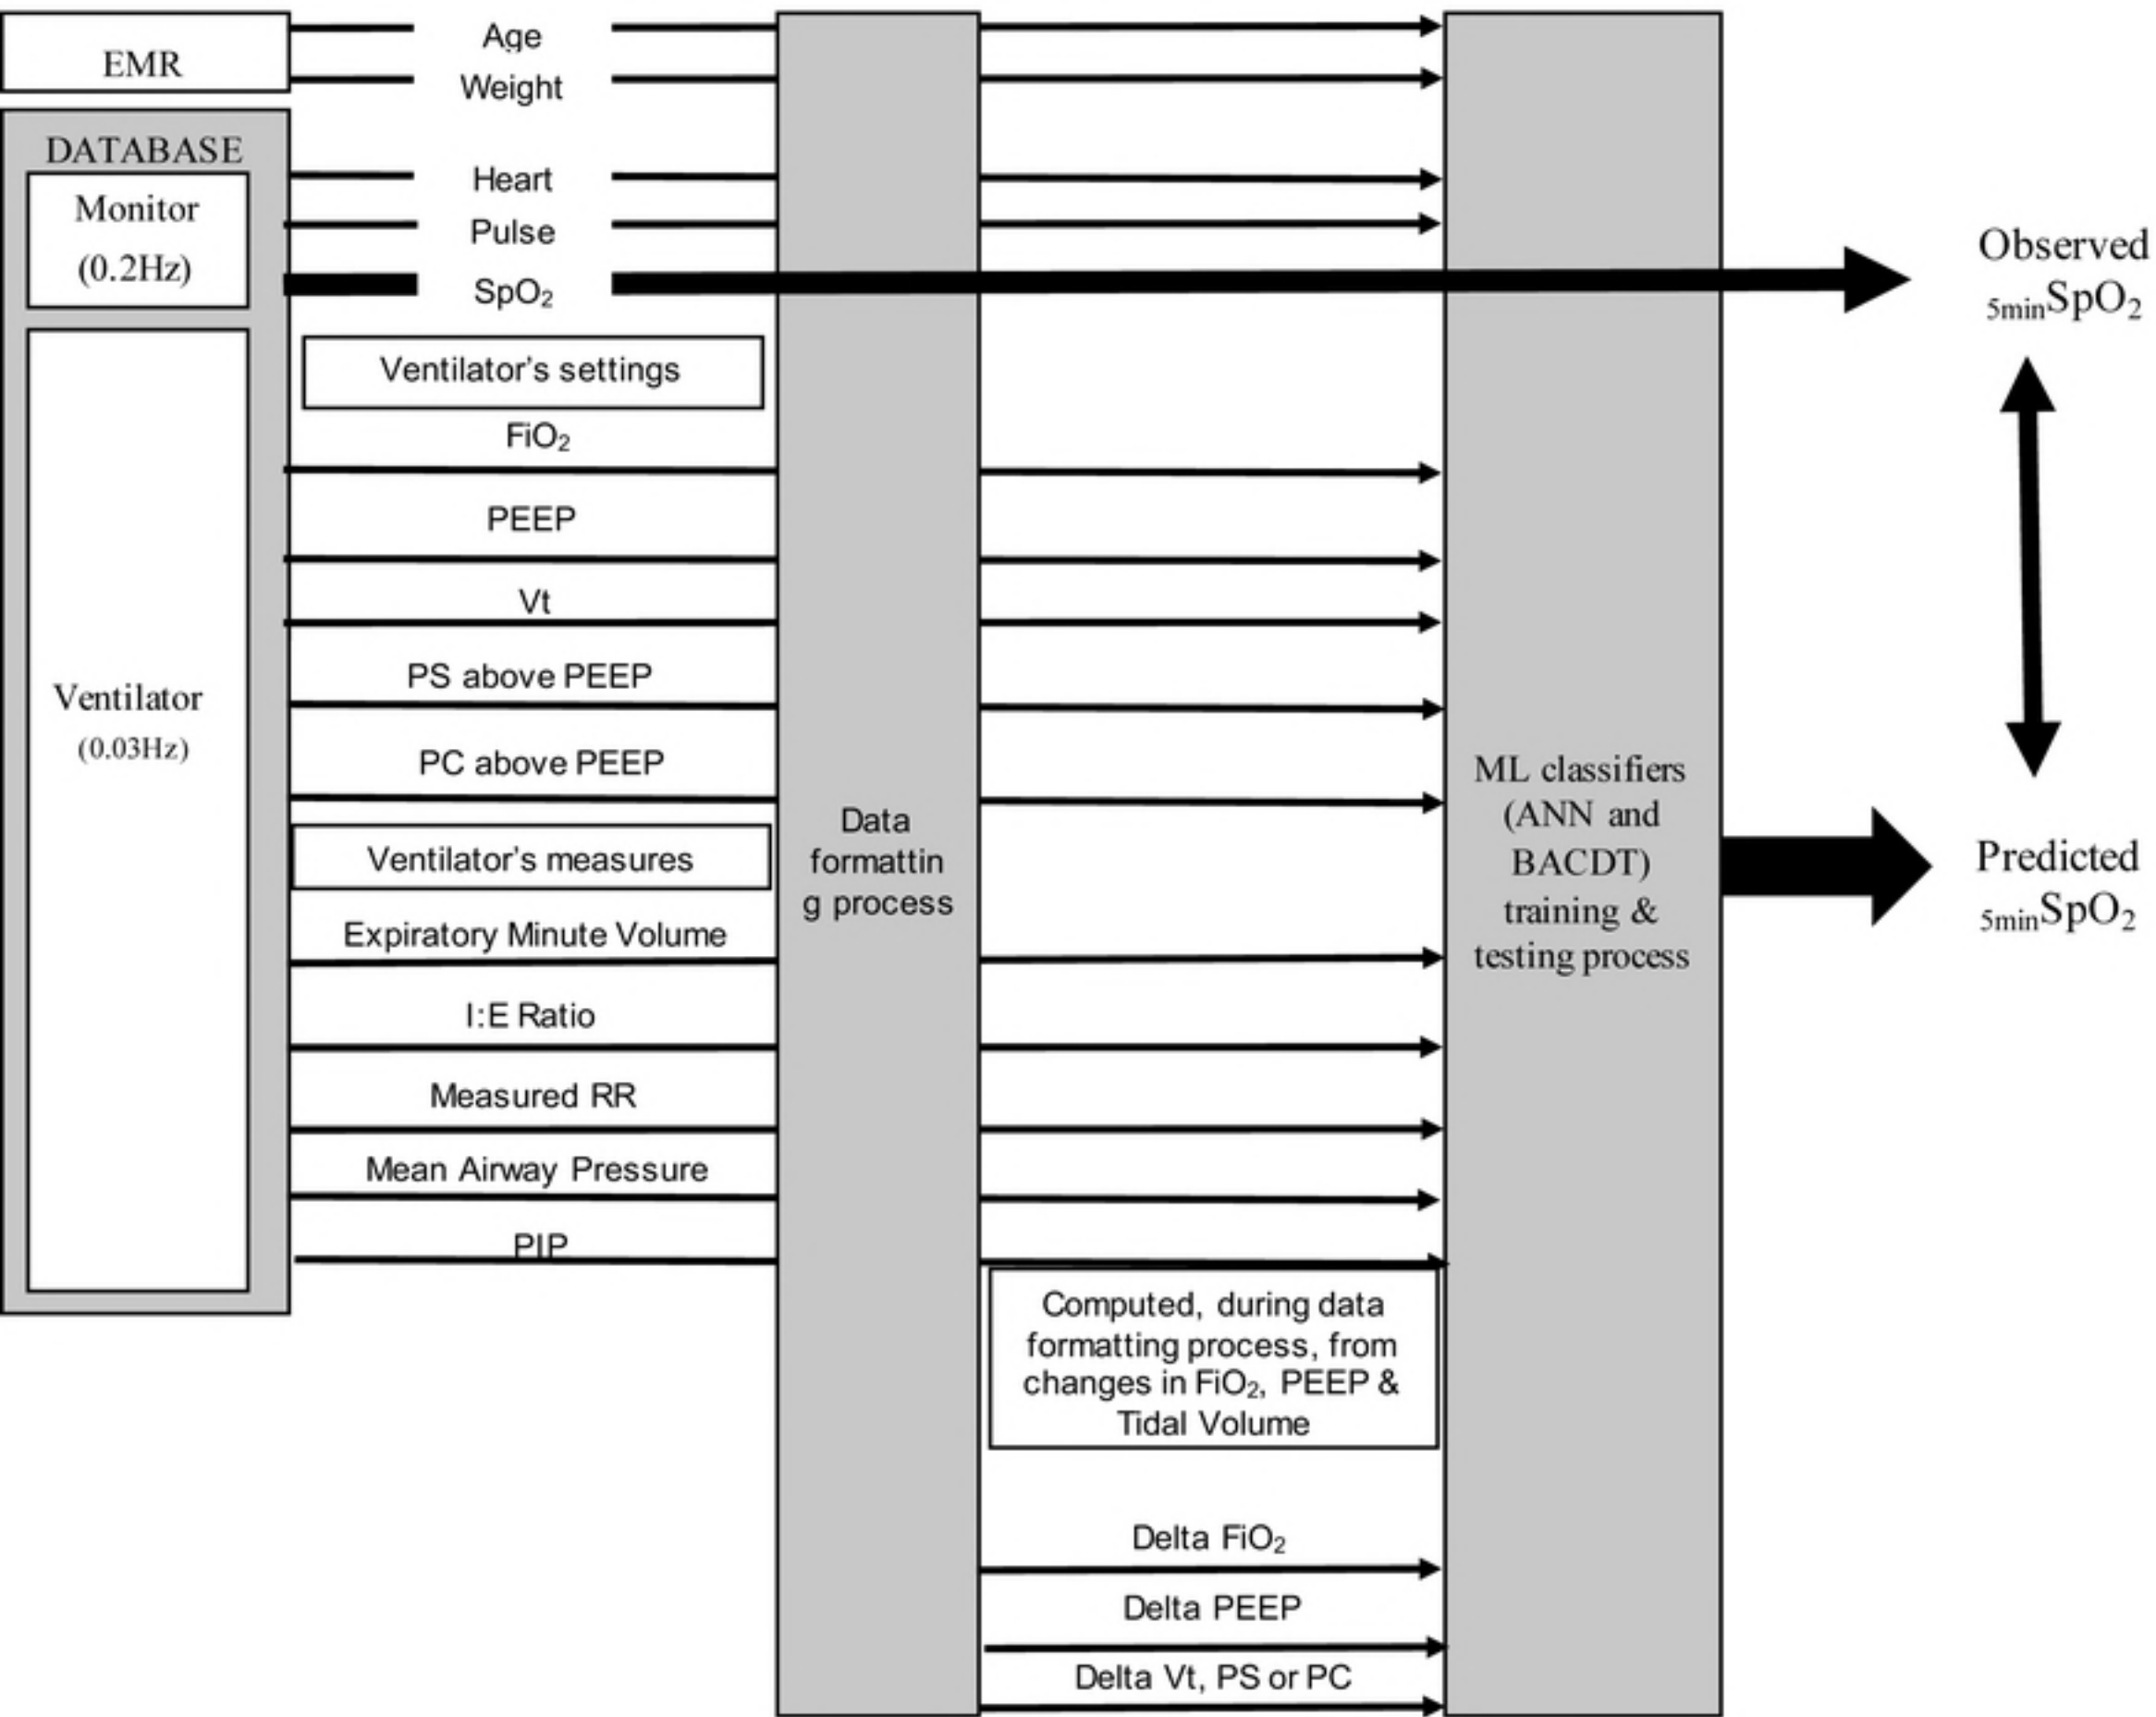 EMR
Age
Weight
DATABASE
Monitor
(0.2Hz)
Heart
Pulse
SpO₂
Observed
5minSpO₂
Ventilator's settings
FiO₂
PEEP
Vt
PS above PEEP
PC above PEEP
Ventilator
(0.03Hz)
Ventilator's measures
Expiratory Minute Volume
I:E Ratio
Measured RR
Mean Airway Pressure
PIP
Data
formattin
g process
ML classifiers
(ANN and
BACDT)
training &
testing process
Predicted
5minSpO₂
Computed, during data
formatting process, from
changes in FiO₂, PEEP &
Tidal Volume
Delta FiO₂
Delta PEEP
Delta Vt, PS or PC